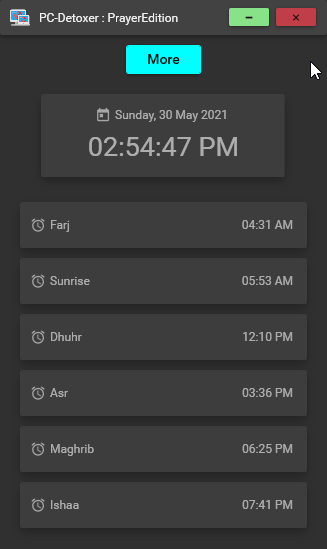 PC-Detoxer : PrayerEdition
More
Sunday, 30 May 2021
02:54:47 PM
Farj 04:31 AM
Sunrise 05:53 AM
Dhuhr 12:10 PM
Asr 03:36 PM
Maghrib 06:25 PM
Ishaa 07:41 PM